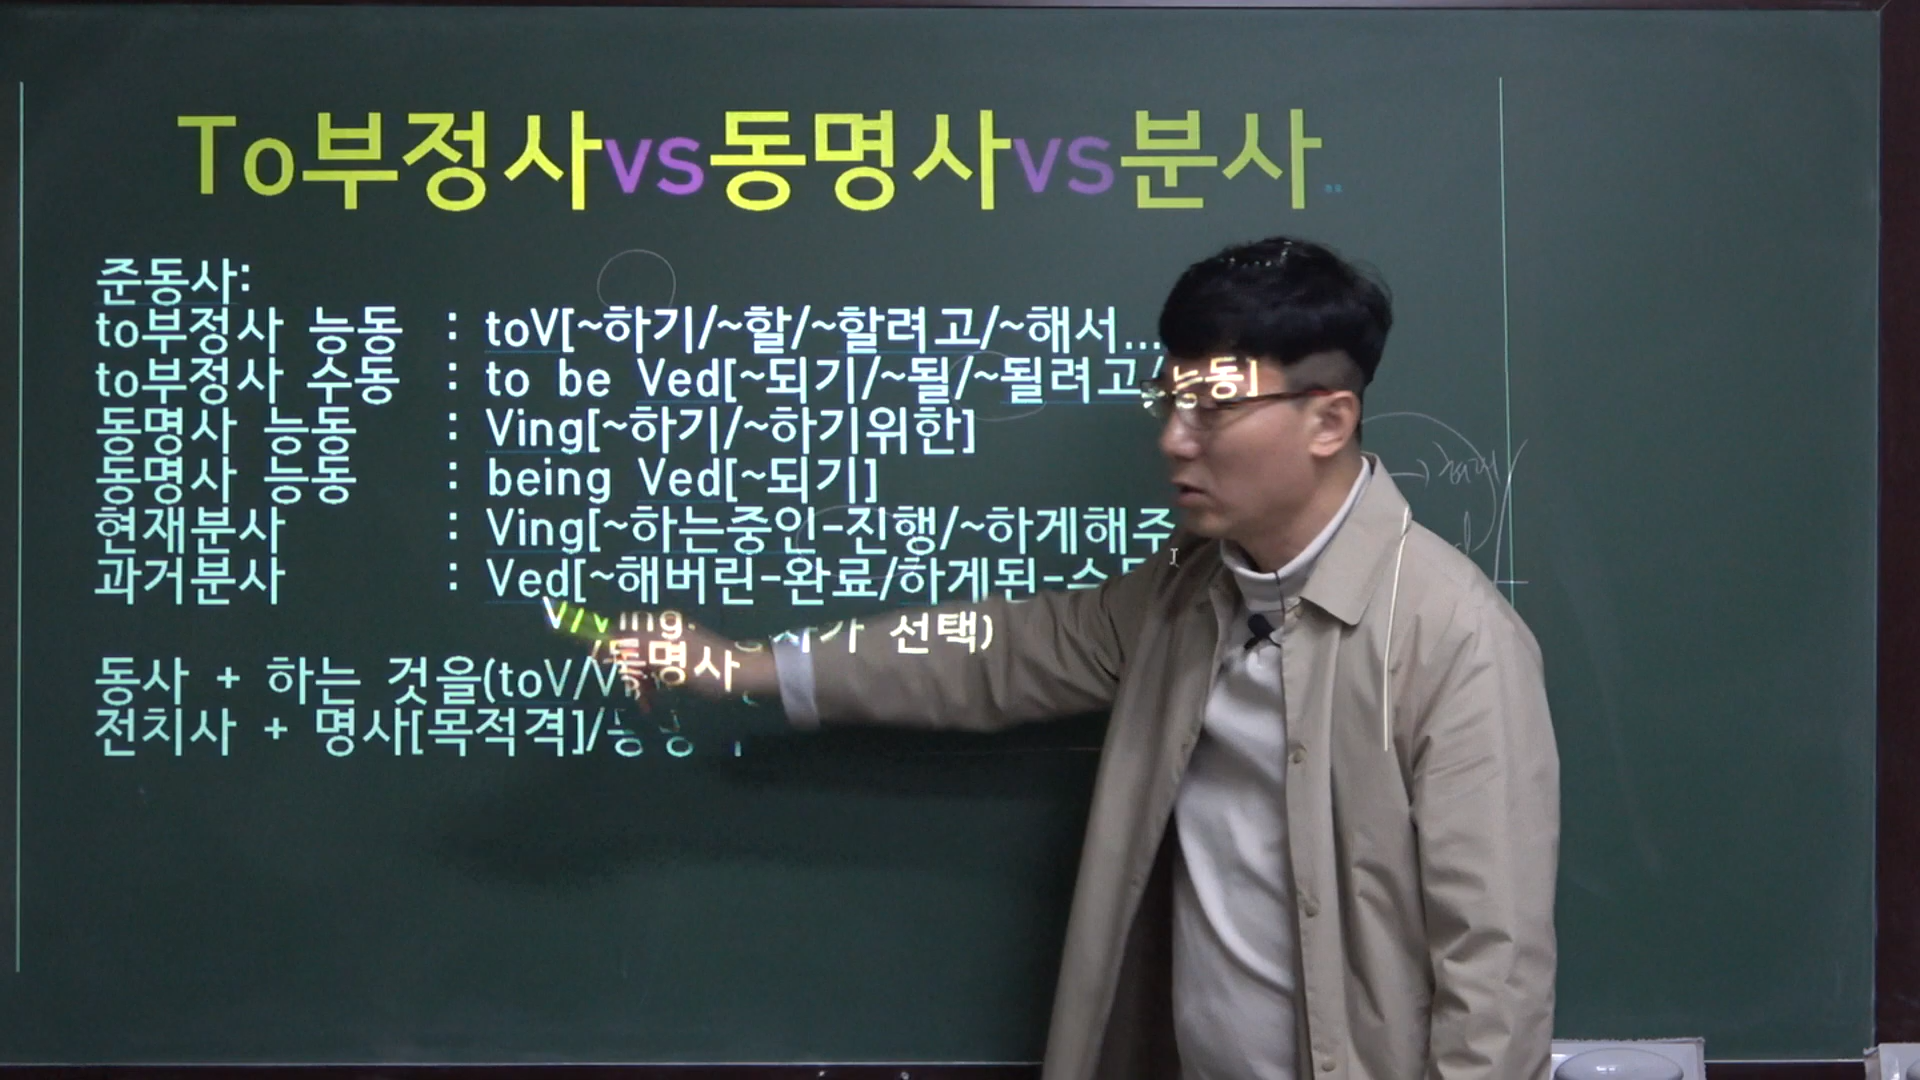 To부정사vs동명사vs분사
준동사:
to부정사 능동 : toV[~하기/~할/~할려고/~해서... 능동]
to부정사 수동 : to be Ved[~되기/~될/~될려고/
동명사 능동 : Ving[~하기/~하기위한]
동명사 능동 : being Ved[~되기]
현재분사 : Ving[~하는중인-진행/~하게해주
과거분사 : Ved[~해버린-완료/하게된-수동
동사 + 하는 것을(toV/Ving: 선택)
전치사 + 명사[목적격]/동명사